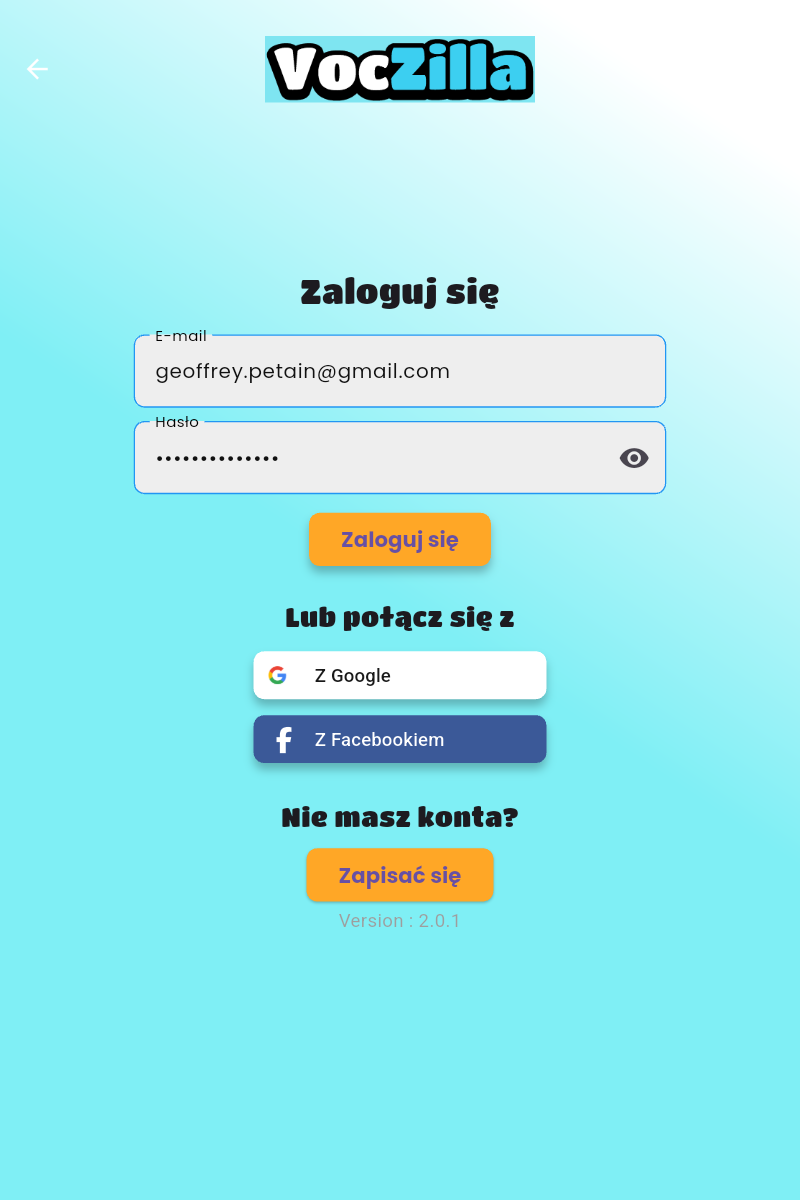 VocZilla
Zaloguj się
E-mail
geoffrey.petain@gmail.com
Hasło
••••••••••••••
Zaloguj się
Lub połącz się z
Z Google
Z Facebookiem
Nie masz konta?
Zapisać się
Version : 2.0.1